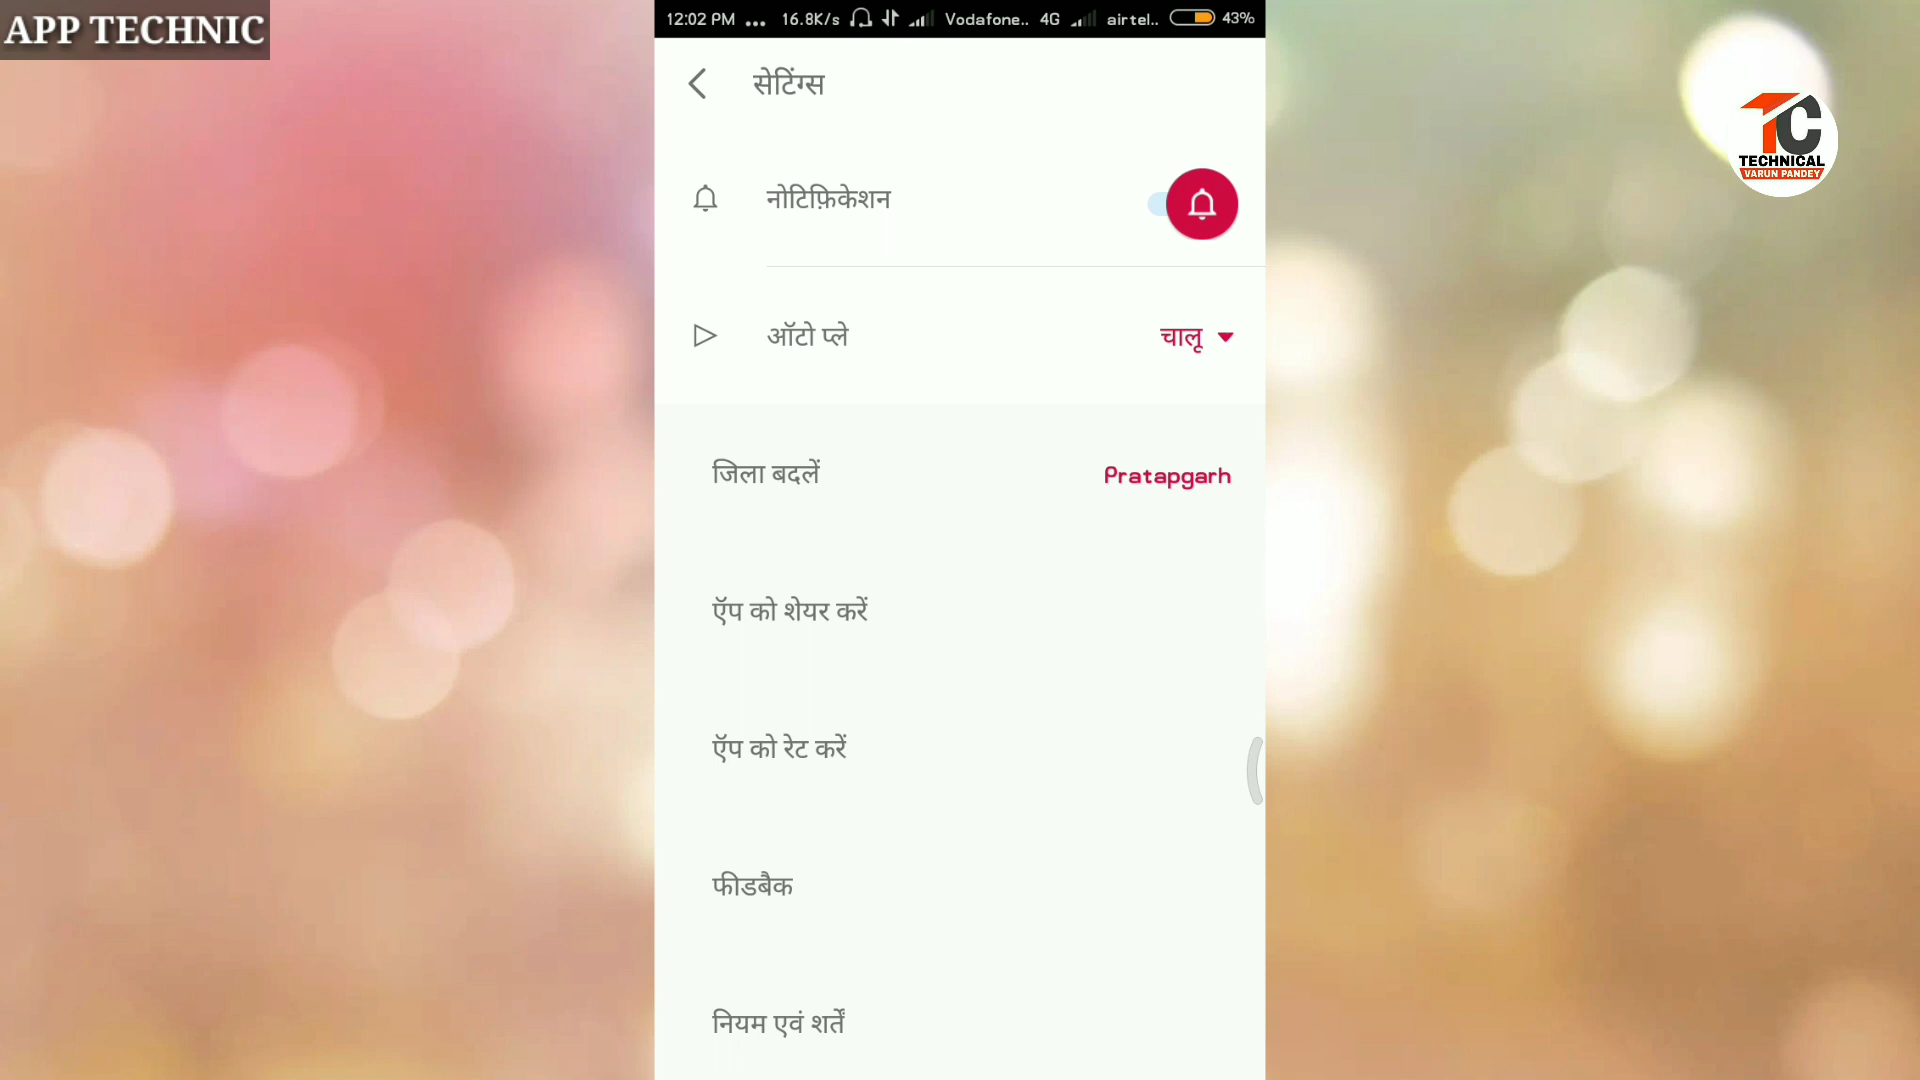 APP TECHNIC
12:02 PM ... 16.8K/s Vodafone.. 4G airtel.. 43%
सेटिंग्स
TC
TECHNICAL
VARUN PANDEY
नोटिफ़िकेशन
ऑटो प्ले चालू
जिला बदलें Pratapgarh
ऍप को शेयर करें
ऍप को रेट करें
फीडबैक
नियम एवं शर्तें